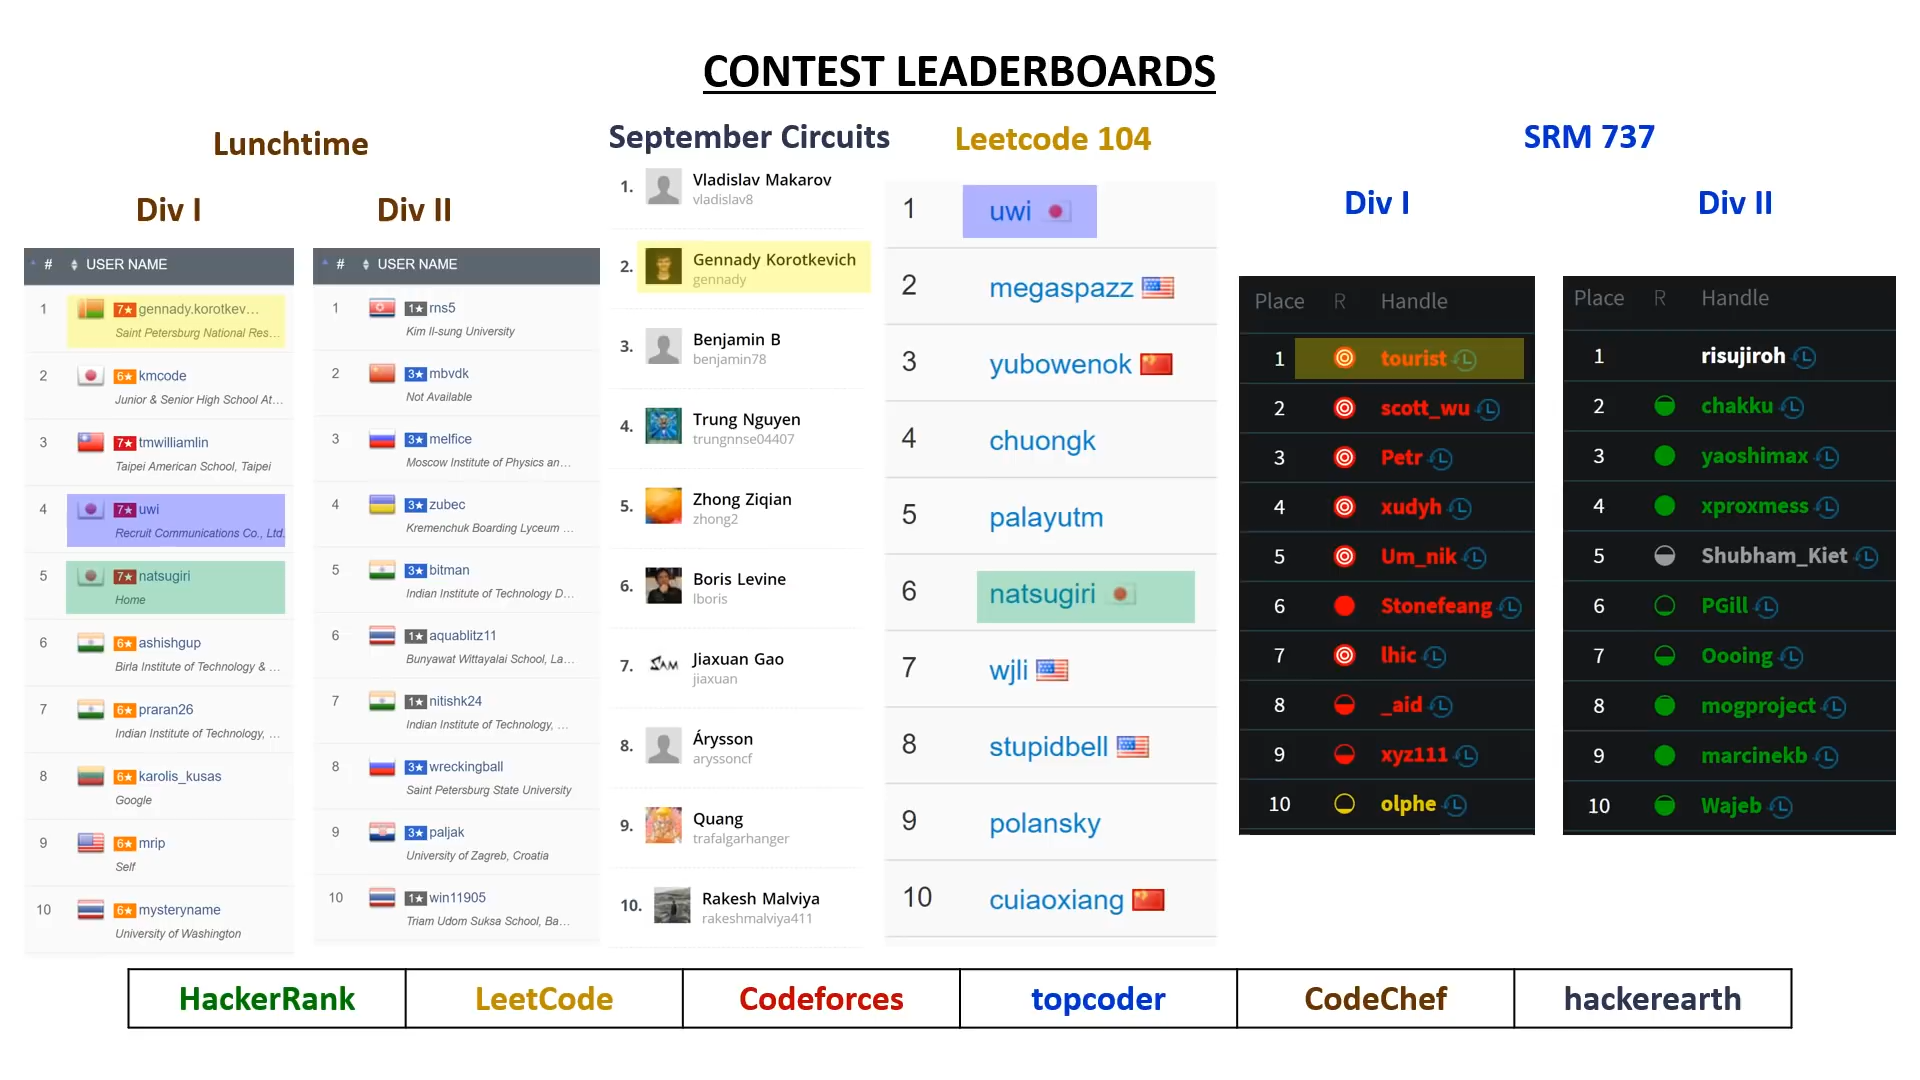 CONTEST LEADERBOARDS
Lunchtime
Div I
# USER NAME
1 7★ gennady.korotkev…
Saint Petersburg National Res…
2 6★ kmcode
Junior & Senior High School At…
3 7★ tmwilliamlin
Taipei American School, Taipei
4 7★ uwi
Recruit Communications Co., Ltd.
5 7★ natsugiri
Home
6 6★ ashishgup
Birla Institute of Technology & …
7 6★ praran26
Indian Institute of Technology, …
8 6★ karolis_kusas
Google
9 6★ mrip
Self
10 6★ mysteryname
University of Washington
Div II
# USER NAME
1 1★ rns5
Kim Il-sung University
2 3★ mbvdk
Not Available
3 3★ melfice
Moscow Institute of Physics an…
4 3★ zubec
Kremenchuk Boarding Lyceum …
5 3★ bitman
Indian Institute of Technology D…
6 1★ aquablitz11
Bunyawat Wittayalai School, La…
7 1★ nitishk24
Indian Institute of Technology, …
8 3★ wreckingball
Saint Petersburg State University
9 3★ paljak
University of Zagreb, Croatia
10 1★ win11905
Triam Udom Suksa School, Ba…
September Circuits
1. Vladislav Makarov
vladislav8
2. Gennady Korotkevich
gennady
3. Benjamin B
benjamin78
4. Trung Nguyen
trungnnse04407
5. Zhong Ziqian
zhong2
6. Boris Levine
lboris
7. Jiaxuan Gao
jiaxuan
8. Árysson
aryssoncf
9. Quang
trafalgarhanger
10. Rakesh Malviya
rakeshmalviya411
Leetcode 104
1 uwi
2 megaspazz
3 yubowenok
4 chuongk
5 palayutm
6 natsugiri
7 wjli
8 stupidbell
9 polansky
10 cuiaoxiang
SRM 737
Div I
Place R Handle
1 tourist
2 scott_wu
3 Petr
4 xudyh
5 Um_nik
6 Stonefeang
7 lhic
8 _aid
9 xyz111
10 olphe
Div II
Place R Handle
1 risujiroh
2 chakku
3 yaoshimax
4 xproxmess
5 Shubham_Kiet
6 PGill
7 Oooing
8 mogproject
9 marcinekb
10 Wajeb
HackerRank LeetCode Codeforces topcoder CodeChef hackerearth